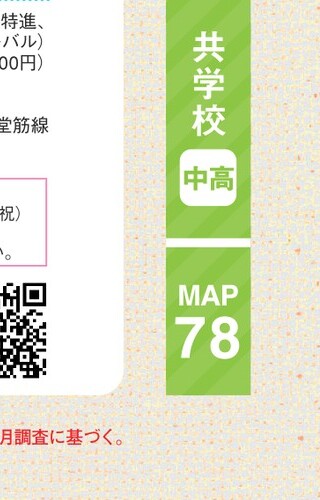 特進、
バル）
00円）
堂筋線
祝）
い。
月調査に基づく。
共学校
中高
MAP
78